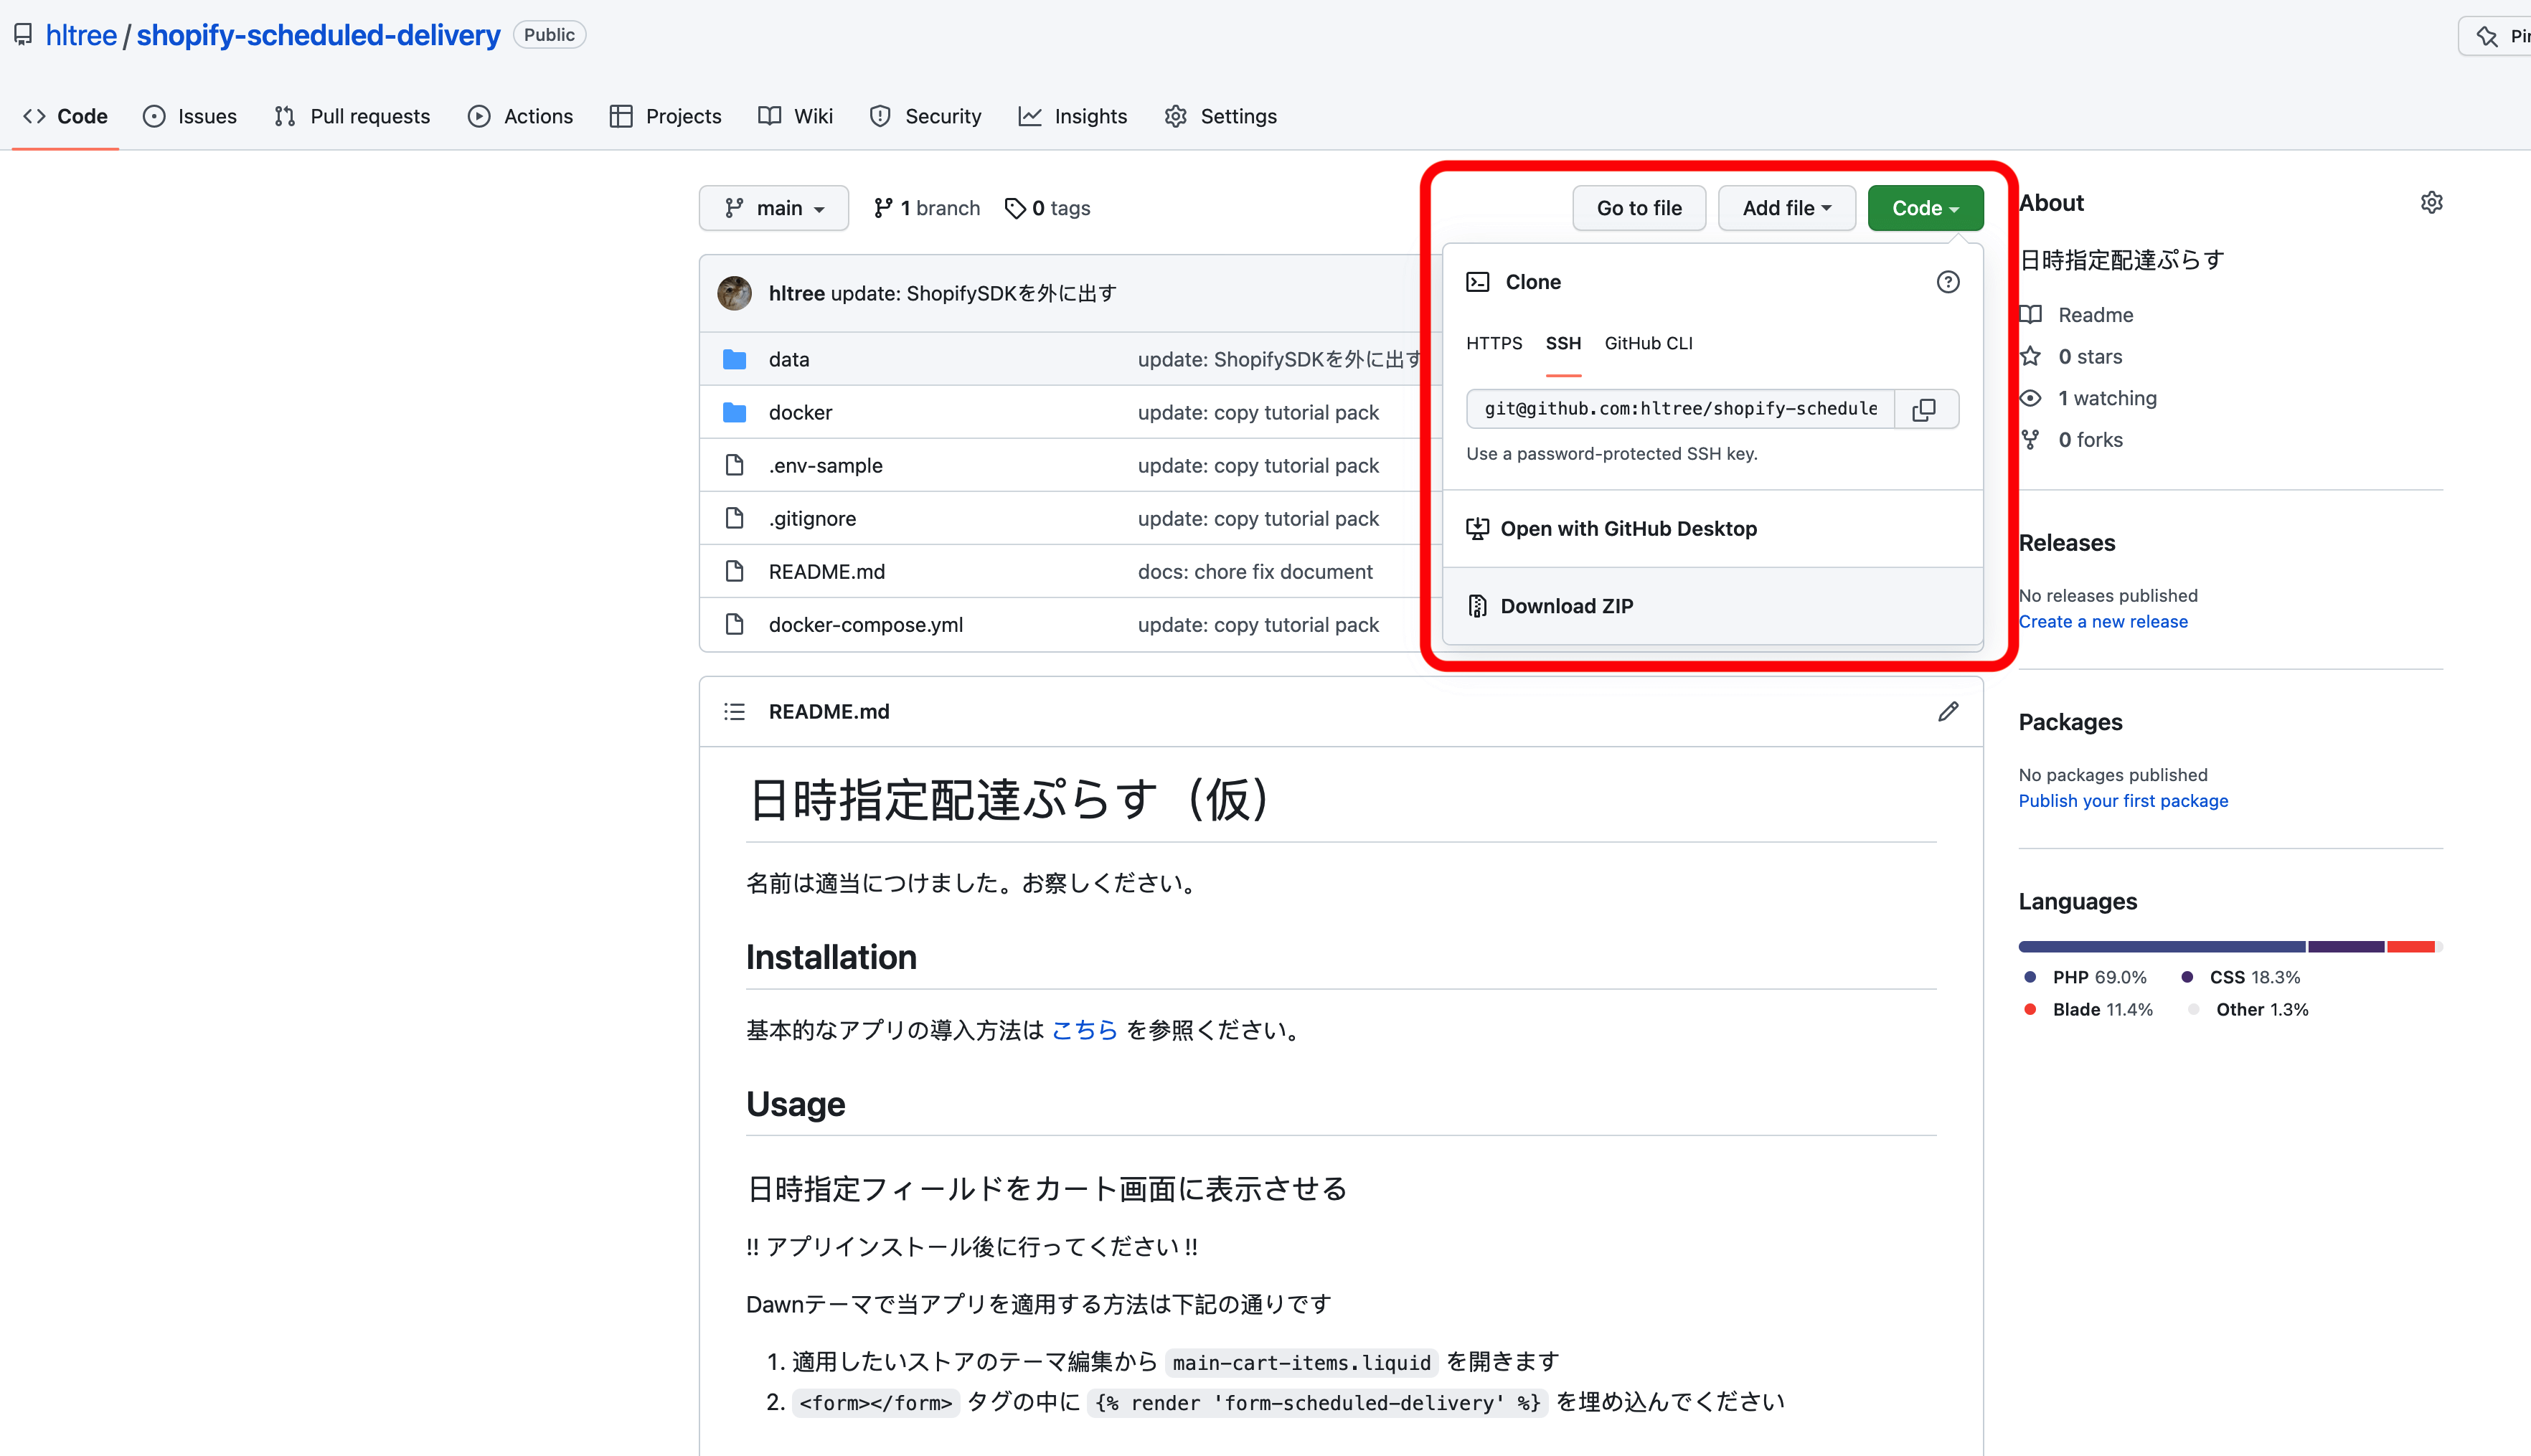 hltree / shopify-scheduled-delivery Public
Code Issues Pull requests Actions Projects Wiki Security Insights Settings
main 1 branch 0 tags Go to file Add file Code
hltree update: ShopifySDKを外に出す
data update: ShopifySDKを外に出す
docker update: copy tutorial pack
.env-sample update: copy tutorial pack
.gitignore update: copy tutorial pack
README.md docs: chore fix document
docker-compose.yml update: copy tutorial pack
Clone
HTTPS SSH GitHub CLI
git@github.com:hltree/shopify-schedule
Use a password-protected SSH key.
Open with GitHub Desktop
Download ZIP
README.md
日時指定配達ぷらす（仮）
名前は適当につけました。お察しください。
Installation
基本的なアプリの導入方法は こちら を参照ください。
Usage
日時指定フィールドをカート画面に表示させる
!! アプリインストール後に行ってください !!
Dawnテーマで当アプリを適用する方法は下記の通りです
1. 適用したいストアのテーマ編集から main-cart-items.liquid を開きます
2. <form></form> タグの中に {% render 'form-scheduled-delivery' %} を埋め込んでください
About
日時指定配達ぷらす
Readme
0 stars
1 watching
0 forks
Releases
No releases published
Create a new release
Packages
No packages published
Publish your first package
Languages
PHP 69.0% CSS 18.3%
Blade 11.4% Other 1.3%